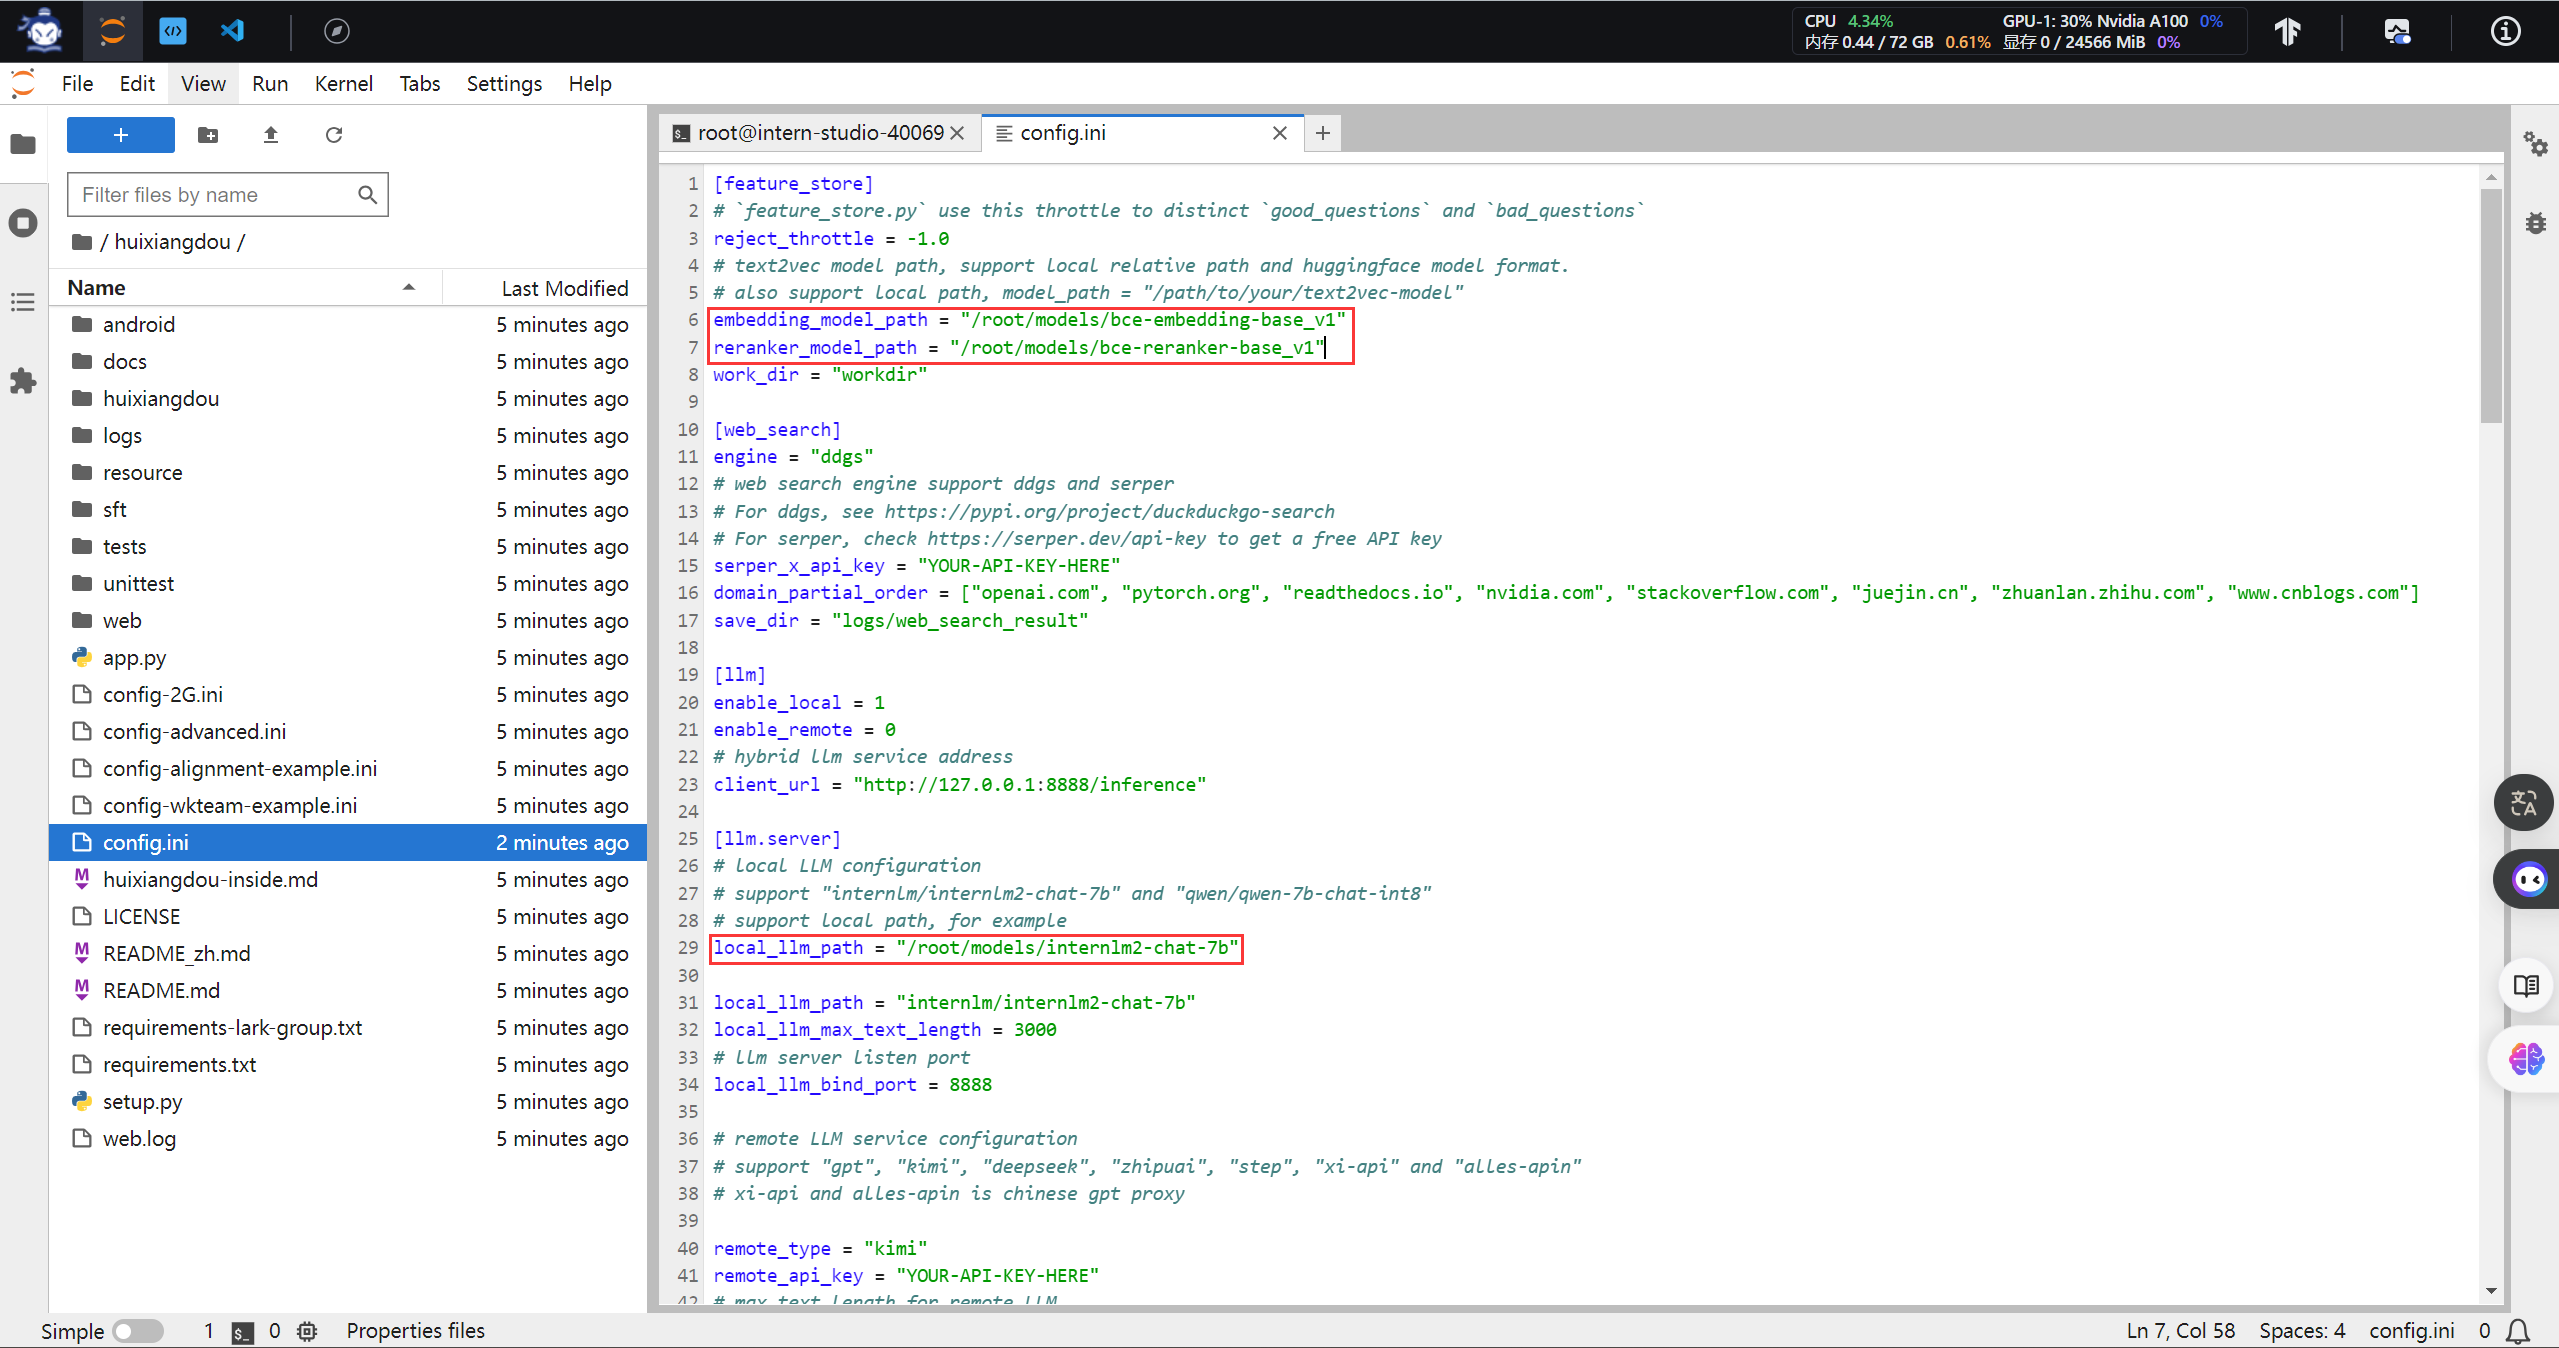 CPU 4.34%
GPU-1: 30% Nvidia A100 0%
内存 0.44 / 72 GB 0.61%
显存 0 / 24566 MiB 0%
File Edit View Run Kernel Tabs Settings Help
+
Filter files by name
/ huixiangdou /
Name Last Modified
android 5 minutes ago
docs 5 minutes ago
huixiangdou 5 minutes ago
logs 5 minutes ago
resource 5 minutes ago
sft 5 minutes ago
tests 5 minutes ago
unittest 5 minutes ago
web 5 minutes ago
app.py 5 minutes ago
config-2G.ini 5 minutes ago
config-advanced.ini 5 minutes ago
config-alignment-example.ini 5 minutes ago
config-wkteam-example.ini 5 minutes ago
config.ini 2 minutes ago
huixiangdou-inside.md 5 minutes ago
LICENSE 5 minutes ago
README_zh.md 5 minutes ago
README.md 5 minutes ago
requirements-lark-group.txt 5 minutes ago
requirements.txt 5 minutes ago
setup.py 5 minutes ago
web.log 5 minutes ago
root@intern-studio-40069 config.ini
1 [feature_store]
2 # `feature_store.py` use this throttle to distinct `good_questions` and `bad_questions`
3 reject_throttle = -1.0
4 # text2vec model path, support local relative path and huggingface model format.
5 # also support local path, model_path = "/path/to/your/text2vec-model"
6 embedding_model_path = "/root/models/bce-embedding-base_v1"
7 reranker_model_path = "/root/models/bce-reranker-base_v1"
8 work_dir = "workdir"
9
10 [web_search]
11 engine = "ddgs"
12 # web search engine support ddgs and serper
13 # For ddgs, see https://pypi.org/project/duckduckgo-search
14 # For serper, check https://serper.dev/api-key to get a free API key
15 serper_x_api_key = "YOUR-API-KEY-HERE"
16 domain_partial_order = ["openai.com", "pytorch.org", "readthedocs.io", "nvidia.com", "stackoverflow.com", "juejin.cn", "zhuanlan.zhihu.com", "www.cnblogs.com"]
17 save_dir = "logs/web_search_result"
18
19 [llm]
20 enable_local = 1
21 enable_remote = 0
22 # hybrid llm service address
23 client_url = "http://127.0.0.1:8888/inference"
24
25 [llm.server]
26 # local LLM configuration
27 # support "internlm/internlm2-chat-7b" and "qwen/qwen-7b-chat-int8"
28 # support local path, for example
29 local_llm_path = "/root/models/internlm2-chat-7b"
30
31 local_llm_path = "internlm/internlm2-chat-7b"
32 local_llm_max_text_length = 3000
33 # llm server listen port
34 local_llm_bind_port = 8888
35
36 # remote LLM service configuration
37 # support "gpt", "kimi", "deepseek", "zhipuai", "step", "xi-api" and "alles-apin"
38 # xi-api and alles-apin is chinese gpt proxy
39
40 remote_type = "kimi"
41 remote_api_key = "YOUR-API-KEY-HERE"
42 # max text length for remote LLM
Simple 1 0 Properties files
Ln 7, Col 58 Spaces: 4 config.ini 0